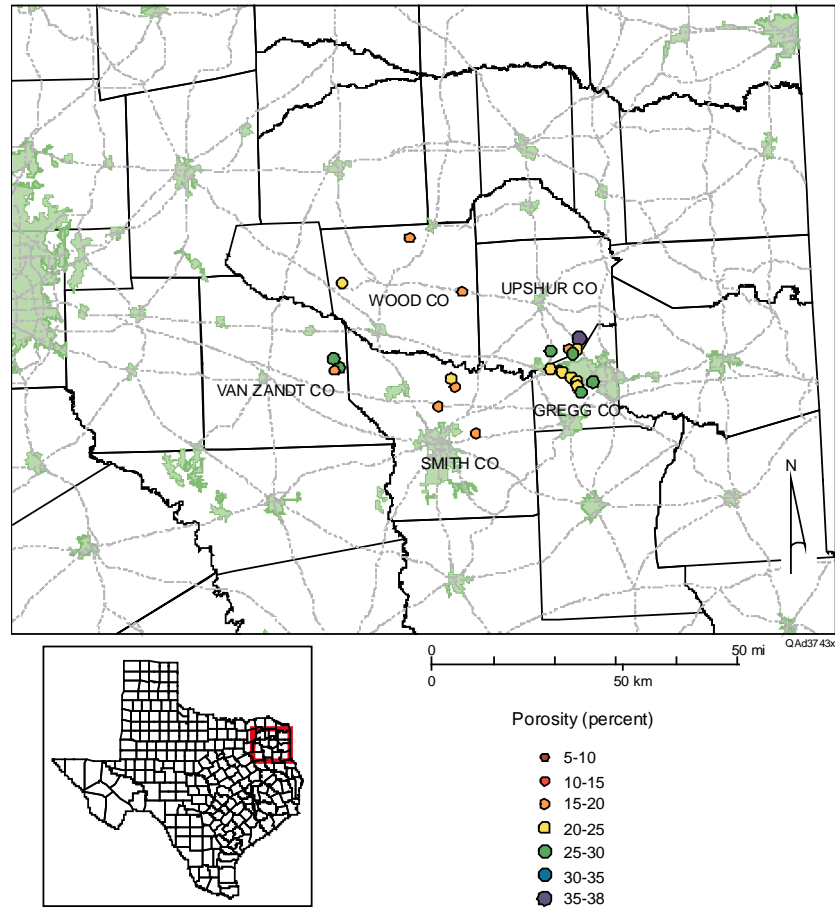 WOOD CO
UPSHUR CO
VAN ZANDT CO
GREGG CO
SMITH CO
N
QAd3743x
0
50 mi
0
50 km
Porosity (percent)
5-10
10-15
15-20
20-25
25-30
30-35
35-38